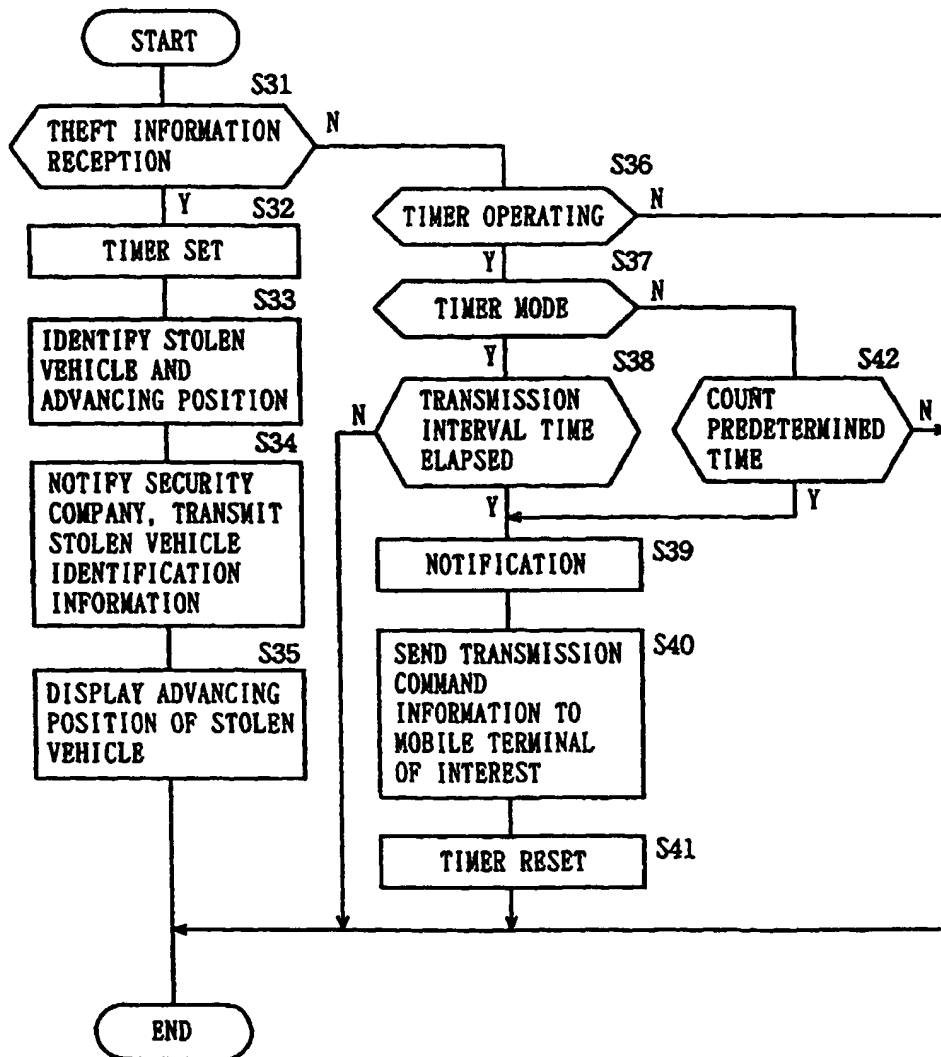 START
S31
THEFT INFORMATION
RECEPTION
N
Y
S32
TIMER SET
S33
IDENTIFY STOLEN
VEHICLE AND
ADVANCING POSITION
S34
NOTIFY SECURITY
COMPANY, TRANSMIT
STOLEN VEHICLE
IDENTIFICATION
INFORMATION
S35
DISPLAY ADVANCING
POSITION OF STOLEN
VEHICLE
S36
TIMER OPERATING
N
Y
S37
TIMER MODE
N
Y
S38
N
TRANSMISSION
INTERVAL TIME
ELAPSED
Y
S42
COUNT
PREDETERMINED
TIME
N
Y
S39
NOTIFICATION
S40
SEND TRANSMISSION
COMMAND
INFORMATION TO
MOBILE TERMINAL
OF INTEREST
TIMER RESET
S41
END